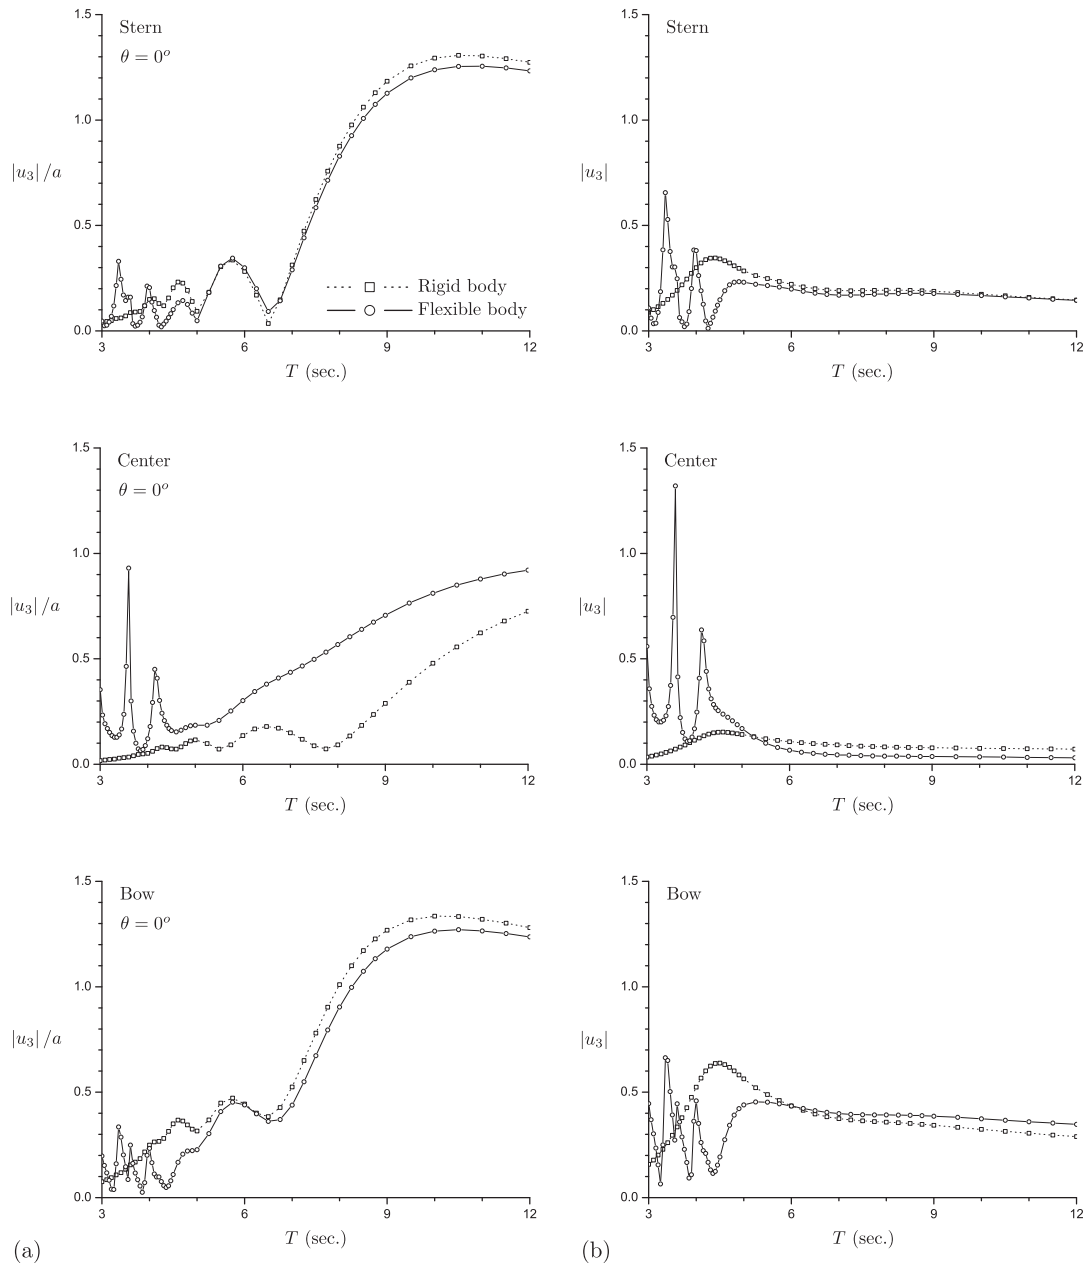 1.5
Stern
θ = 0°
1.0
|u₃| /a
0.5
Rigid body
Flexible body
0.0
3 6 9 12
T (sec.)
1.5
Stern
1.0
|u₃|
0.5
0.0
3 6 9 12
T (sec.)
1.5
Center
θ = 0°
1.0
|u₃| /a
0.5
0.0
3 6 9 12
T (sec.)
1.5
Center
1.0
|u₃|
0.5
0.0
3 6 9 12
T (sec.)
1.5
Bow
θ = 0°
1.0
|u₃| /a
0.5
0.0
3 6 9 12
T (sec.)
(a)
1.5
Bow
1.0
|u₃|
0.5
0.0
3 6 9 12
T (sec.)
(b)